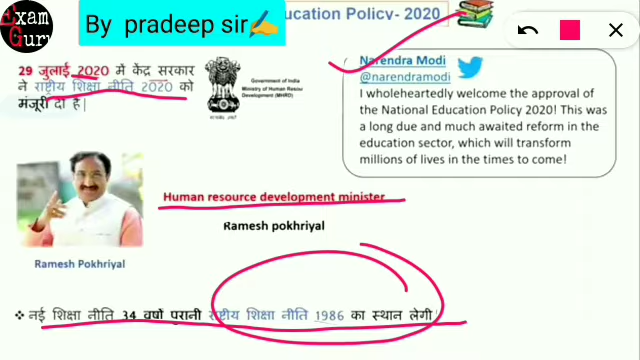 Exam
Guru
By pradeep sir✍
ucation Policy- 2020
29 जुलाई 2020 में केंद्र सरकार
ने राष्ट्रीय शिक्षा नीति 2020 को
मंजूरी दी है|
Government of India
Ministry of Human Resou
Development (MHRD)
Narendra Modi
@narendramodi
I wholeheartedly welcome the approval of
the National Education Policy 2020! This was
a long due and much awaited reform in the
education sector, which will transform
millions of lives in the times to come!
Human resource development minister
Ramesh pokhriyal
Ramesh Pokhriyal
❖ नई शिक्षा नीति 34 वर्षो पुरानी राष्ट्रीय शिक्षा नीति 1986 का स्थान लेगी|